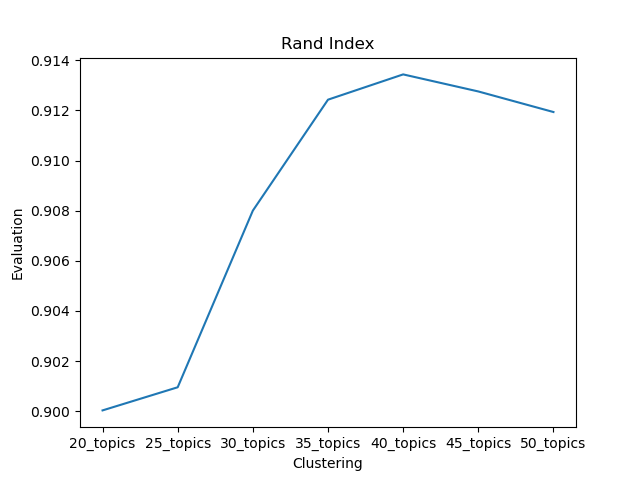 Rand Index
0.914
0.912
0.910
0.908
0.906
0.904
0.902
0.900
Evaluation
20_topics 25_topics 30_topics 35_topics 40_topics 45_topics 50_topics
Clustering